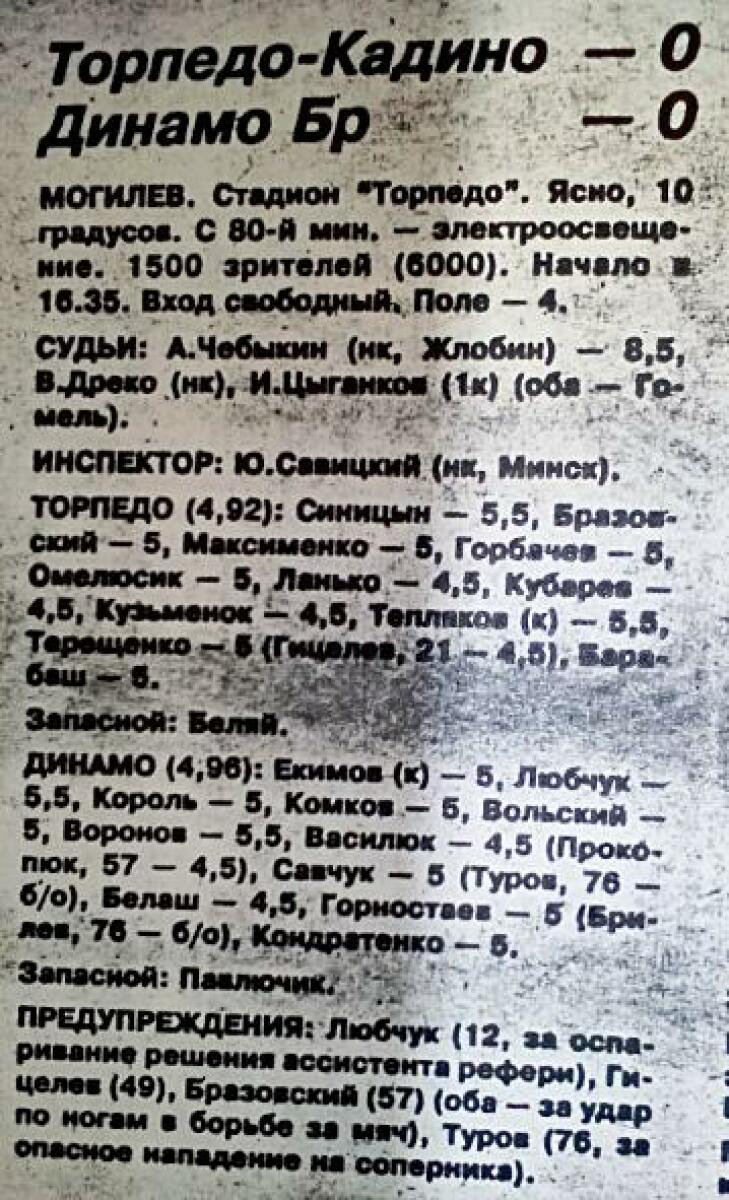 Торпедо-Кадино — 0
Динамо Бр — 0
МОГИЛЕВ. Стадион "Торпедо". Ясно, 10
градусов. С 80-й мин. — электроосвеще-
ние. 1500 зрителей (6000). Начало в
16.35. Вход свободный. Поле — 4.
СУДЬИ: А.Чебыкин (нк, Жлобин) — 8,5,
В.Дреко (нк), И.Цыганков (1к) (оба — Го-
мель).
ИНСПЕКТОР: Ю.Савицкий (нк, Минск).
ТОРПЕДО (4,92): Синицын — 5,5, Бразов-
ский — 5, Максименко — 5, Горбачев — 5,
Омелюсик — 5, Ланько — 4,5, Кубарев —
4,5, Кузьменок — 4,5, Тепляков (к) — 5,5,
Терещенко — 5 (Гицелев, 21 — 4,5), Бара-
баш — 5.
Запасной: Беляй.
ДИНАМО (4,96): Екимов (к) — 5, Любчук —
5,5, Король — 5, Комков — 5, Вольский —
5, Воронов — 5,5, Василюк — 4,5 (Проко-
пюк, 57 — 4,5), Савчук — 5 (Туров, 76 —
б/о), Белаш — 4,5, Горностаев — 5 (Бри-
лев, 76 — б/о), Кондратенко — 5.
Запасной: Павлючик.
ПРЕДУПРЕЖДЕНИЯ: Любчук (12, за оспа-
ривание решения ассистента рефери), Ги-
целев (49), Бразовский (57) (оба — за удар
по ногам в борьбе за мяч), Туров (76, за
опасное нападение на соперника).